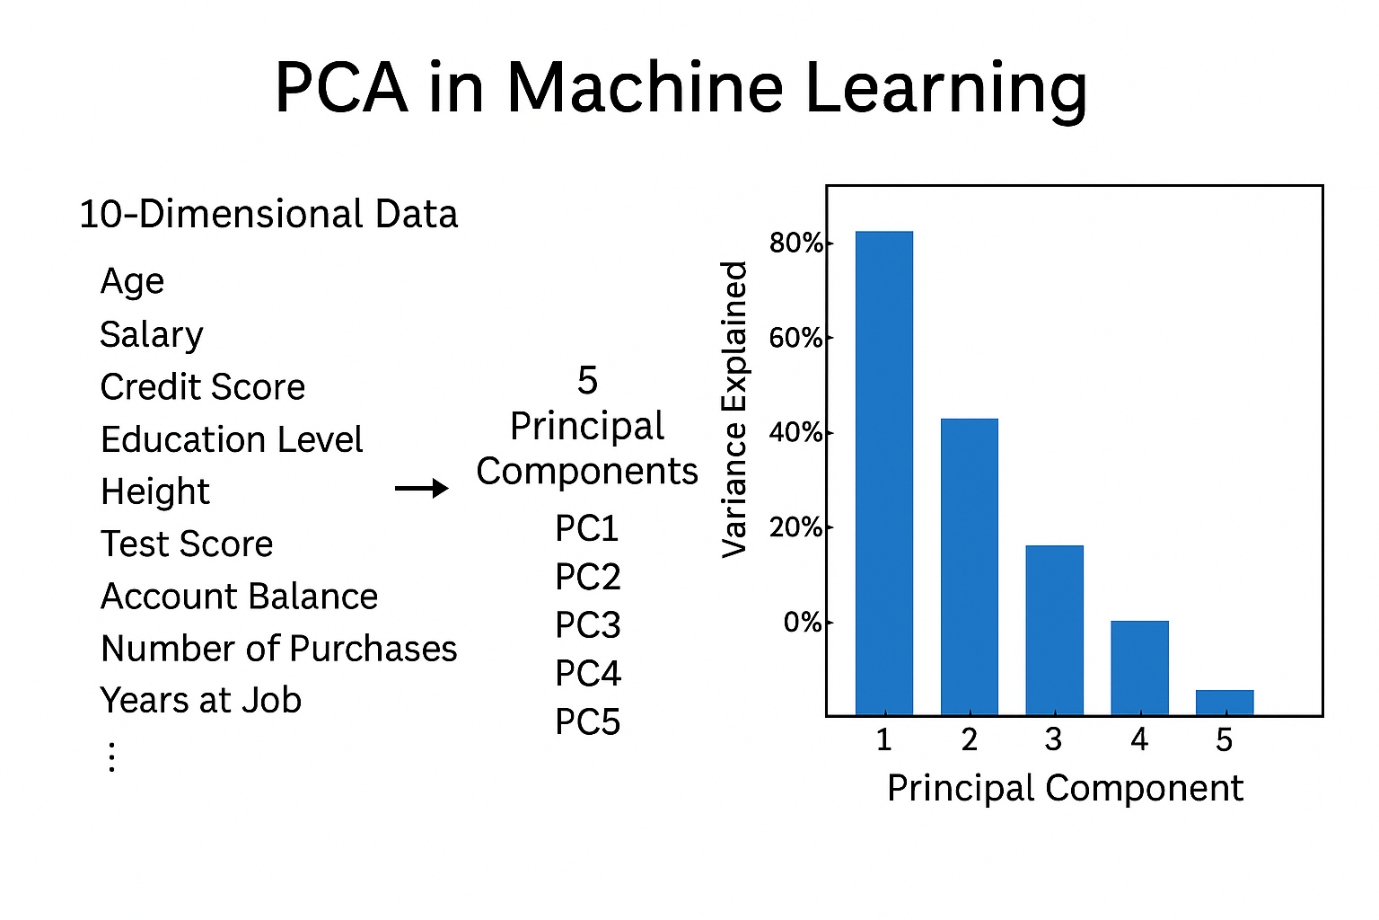 PCA in Machine Learning
10-Dimensional Data
Age
Salary
Credit Score
Education Level
Height
Test Score
Account Balance
Number of Purchases
Years at Job
⋮
→
5
Principal
Components
PC1
PC2
PC3
PC4
PC5
Variance Explained
80%
60%
40%
20%
0%
1 2 3 4 5
Principal Component